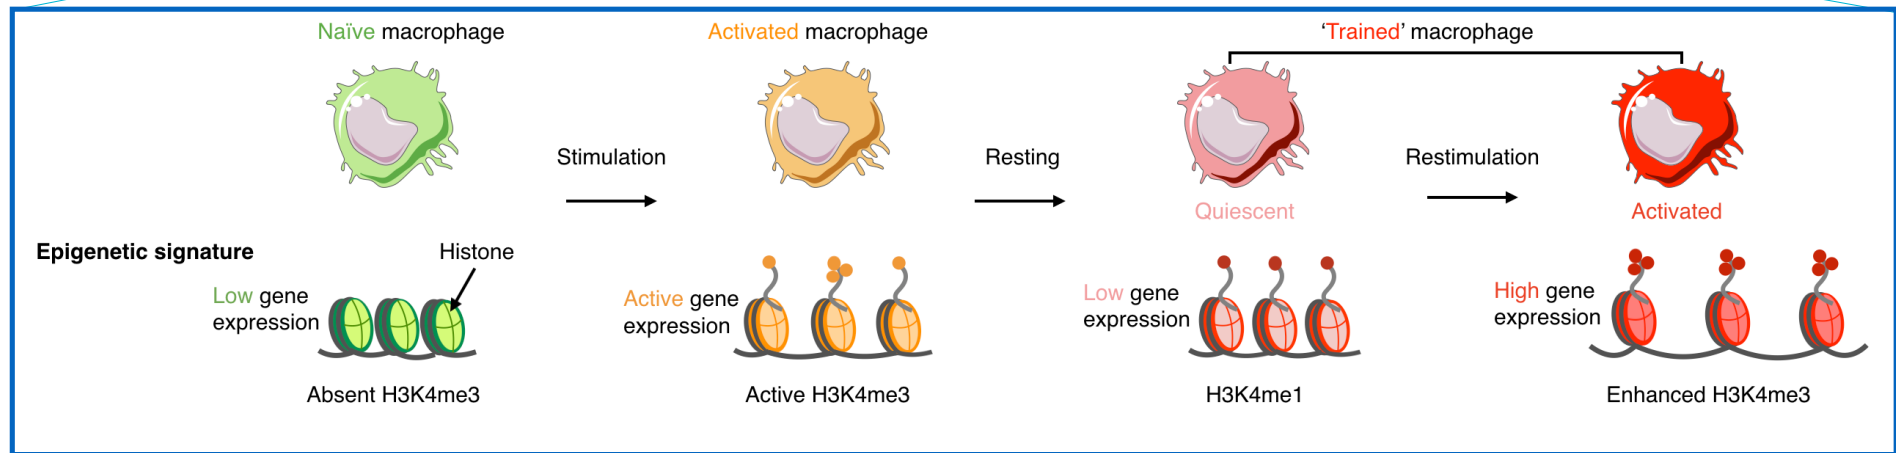 Naïve macrophage
Activated macrophage
‘Trained’ macrophage
Stimulation
Resting
Restimulation
Quiescent
Activated
Epigenetic signature
Histone
Low gene
expression
Active gene
expression
Low gene
expression
High gene
expression
Absent H3K4me3
Active H3K4me3
H3K4me1
Enhanced H3K4me3